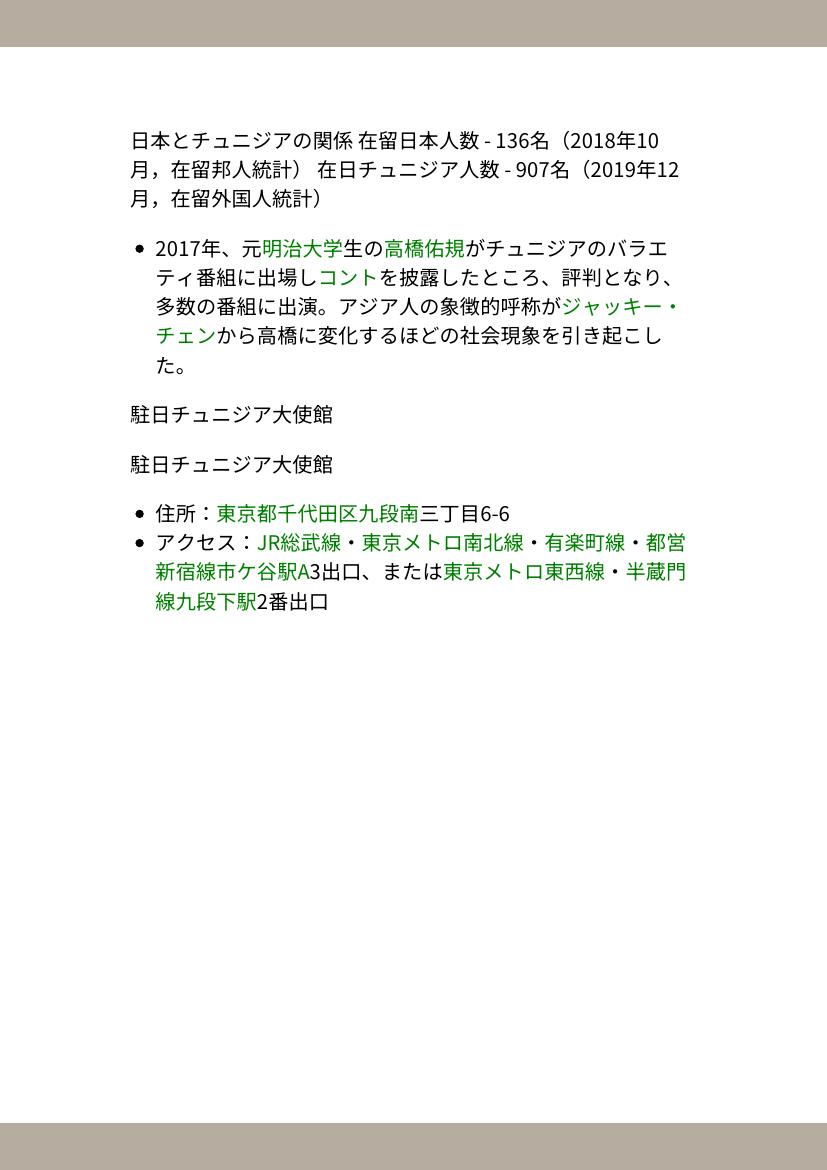 日本とチュニジアの関係 在留日本人数 - 136名（2018年10
月，在留邦人統計） 在日チュニジア人数 - 907名（2019年12
月，在留外国人統計）
2017年、元明治大学生の高橋佑規がチュニジアのバラエ
ティ番組に出場しコントを披露したところ、評判となり、
多数の番組に出演。アジア人の象徴的呼称がジャッキー・
チェンから高橋に変化するほどの社会現象を引き起こし
た。
駐日チュニジア大使館
駐日チュニジア大使館
住所：東京都千代田区九段南三丁目6-6
アクセス：JR総武線・東京メトロ南北線・有楽町線・都営
新宿線市ケ谷駅A3出口、または東京メトロ東西線・半蔵門
線九段下駅2番出口